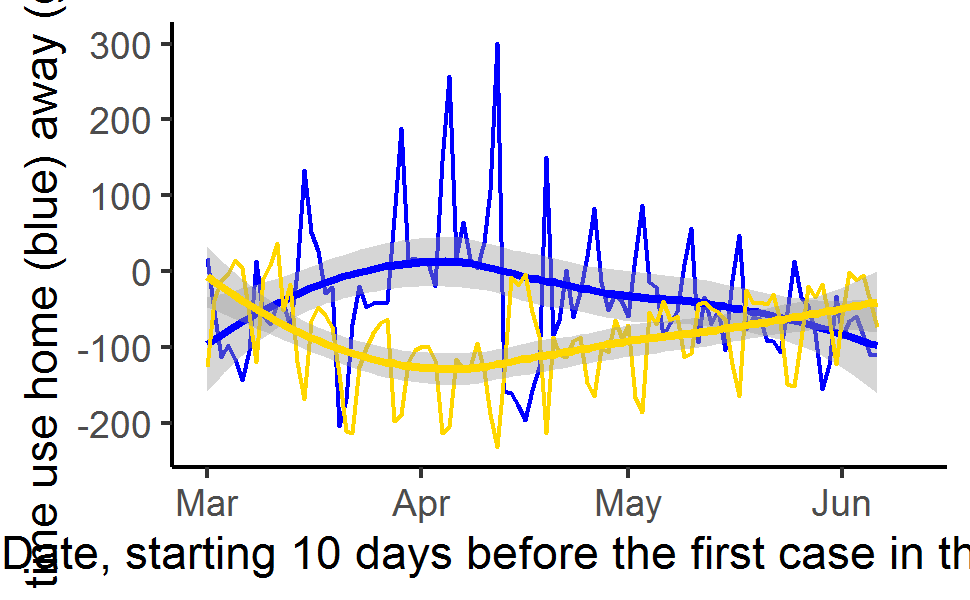 time use home (blue) away (g
300
200
100
0
-100
-200
Mar Apr May Jun
Date, starting 10 days before the first case in th